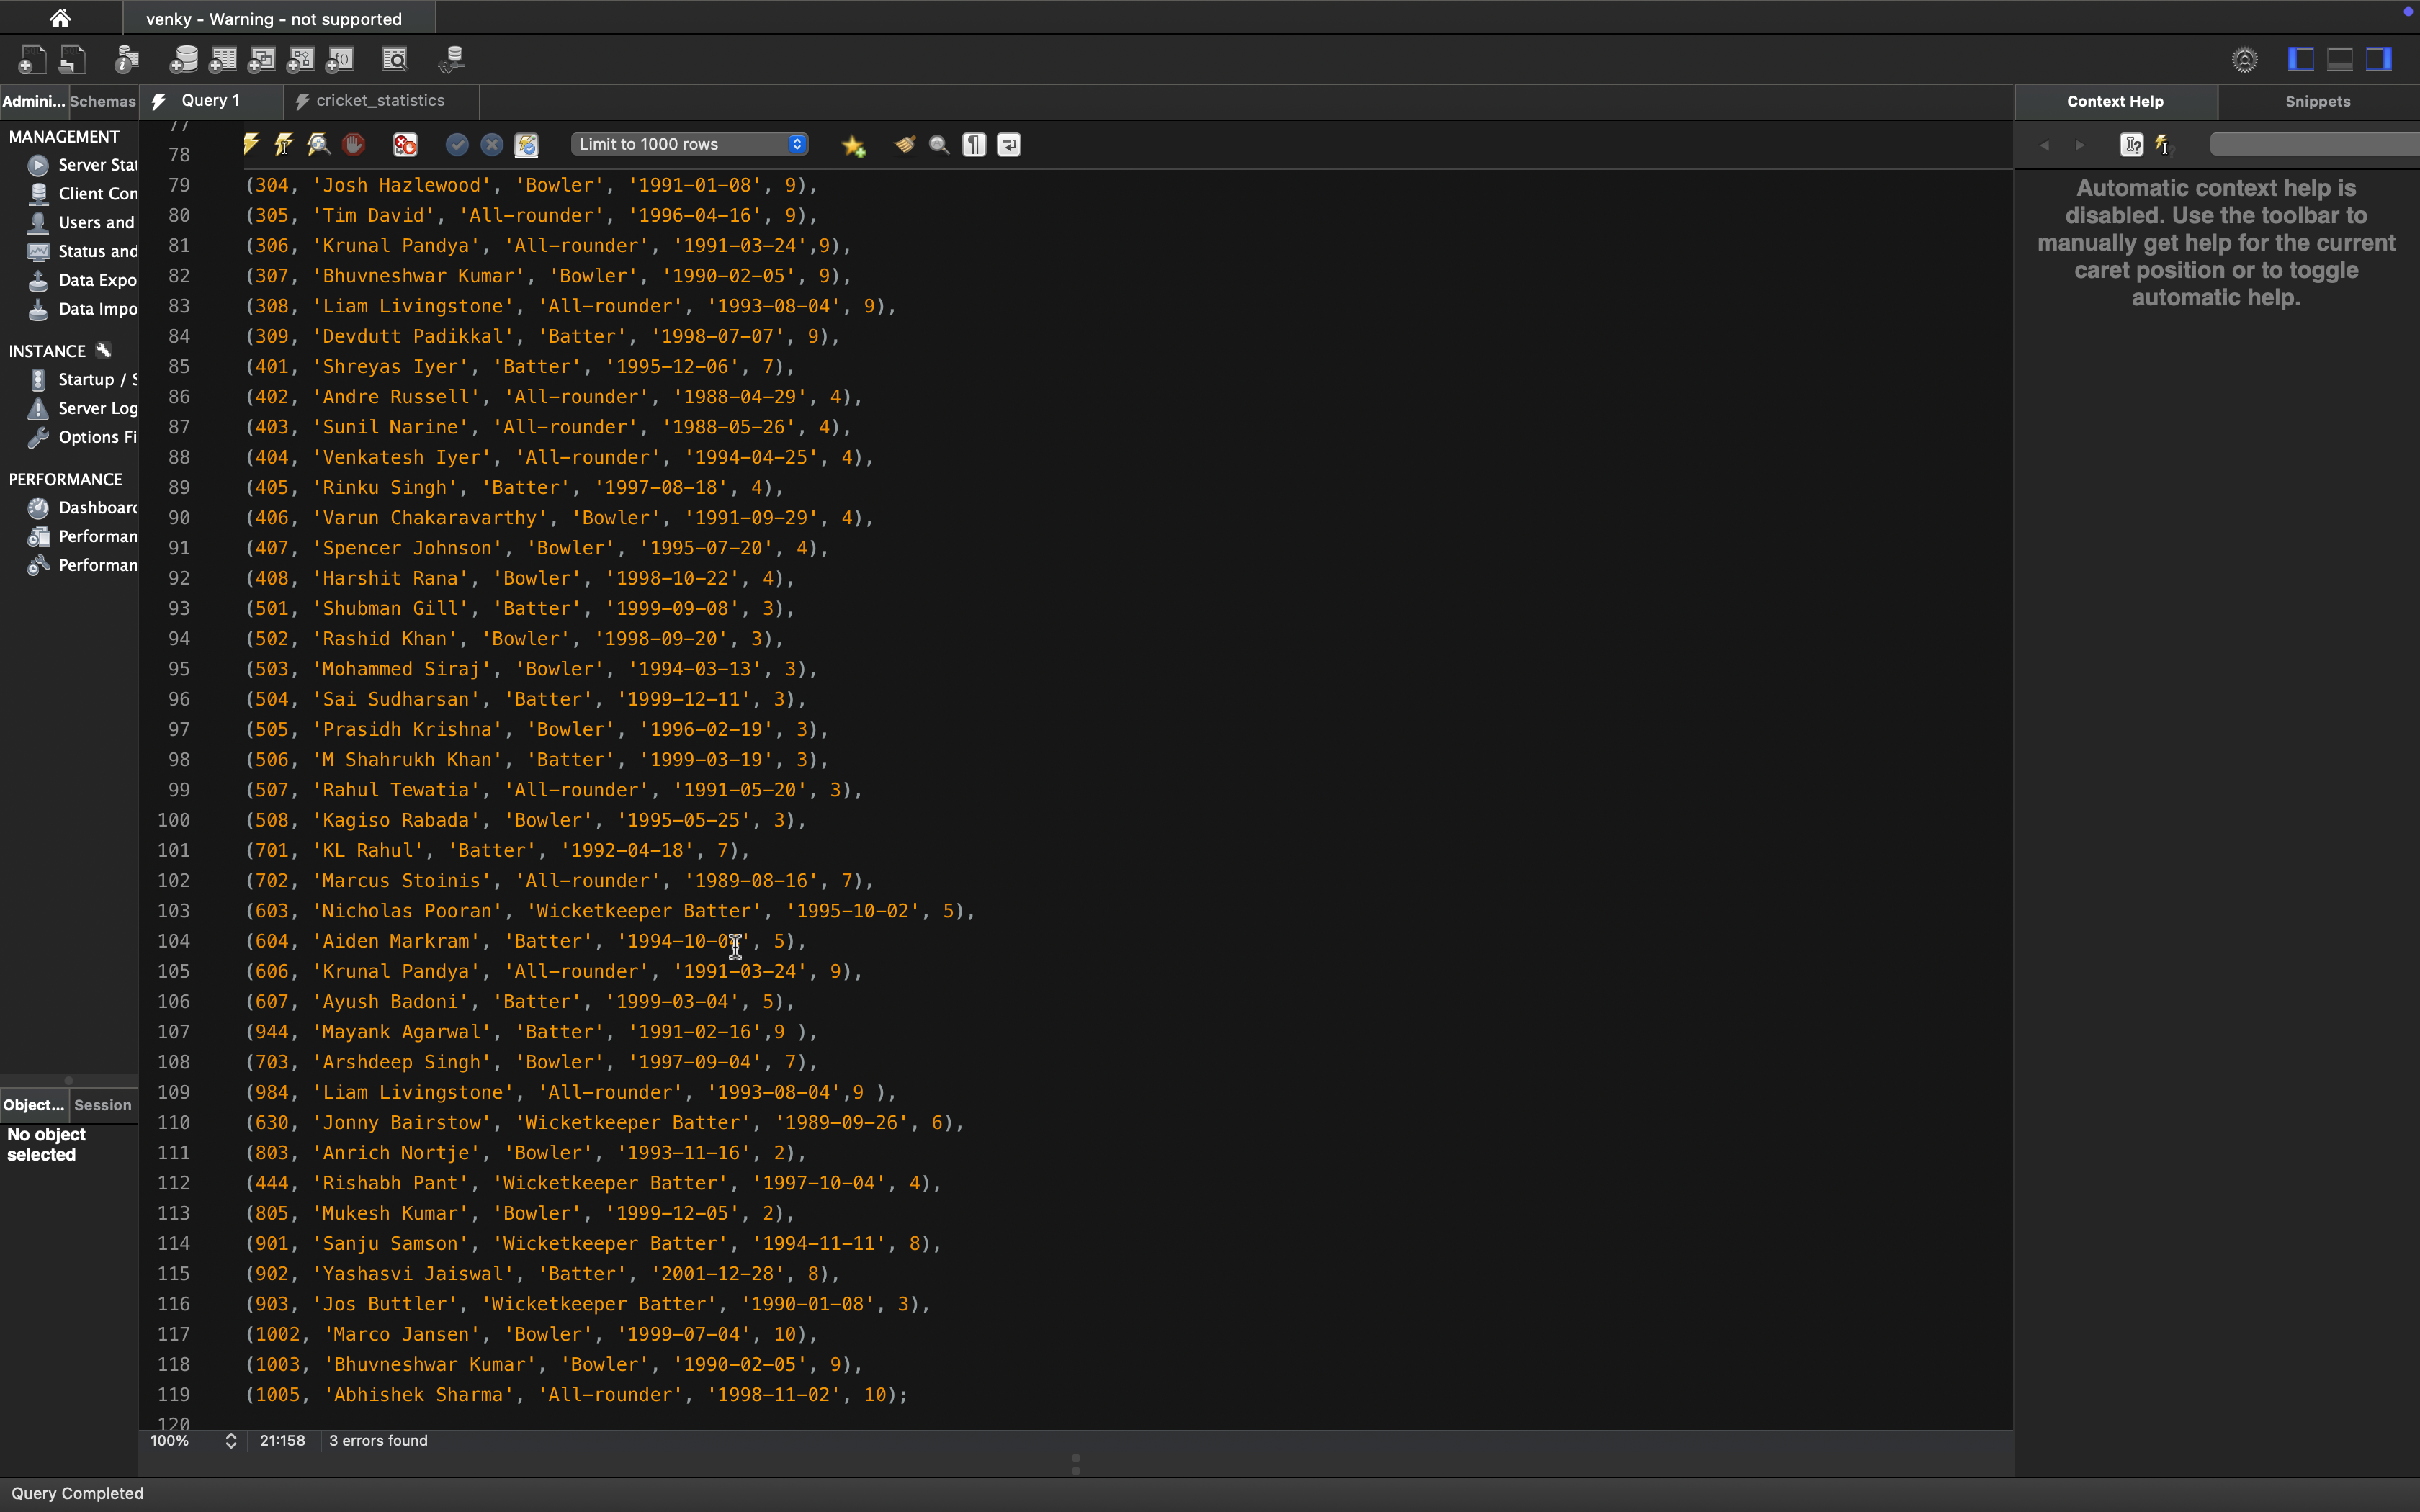 venky - Warning - not supported
Admini... Schemas Query 1 cricket_statistics Context Help Snippets
MANAGEMENT
Server Stat
Client Con
Users and
Status and
Data Expo
Data Impo
INSTANCE
Startup / S
Server Log
Options Fi
PERFORMANCE
Dashboard
Performan
Performan
Object... Session
No object
selected
Limit to 1000 rows
77
78
79 (304, 'Josh Hazlewood', 'Bowler', '1991-01-08', 9),
80 (305, 'Tim David', 'All-rounder', '1996-04-16', 9),
81 (306, 'Krunal Pandya', 'All-rounder', '1991-03-24',9),
82 (307, 'Bhuvneshwar Kumar', 'Bowler', '1990-02-05', 9),
83 (308, 'Liam Livingstone', 'All-rounder', '1993-08-04', 9),
84 (309, 'Devdutt Padikkal', 'Batter', '1998-07-07', 9),
85 (401, 'Shreyas Iyer', 'Batter', '1995-12-06', 7),
86 (402, 'Andre Russell', 'All-rounder', '1988-04-29', 4),
87 (403, 'Sunil Narine', 'All-rounder', '1988-05-26', 4),
88 (404, 'Venkatesh Iyer', 'All-rounder', '1994-04-25', 4),
89 (405, 'Rinku Singh', 'Batter', '1997-08-18', 4),
90 (406, 'Varun Chakaravarthy', 'Bowler', '1991-09-29', 4),
91 (407, 'Spencer Johnson', 'Bowler', '1995-07-20', 4),
92 (408, 'Harshit Rana', 'Bowler', '1998-10-22', 4),
93 (501, 'Shubman Gill', 'Batter', '1999-09-08', 3),
94 (502, 'Rashid Khan', 'Bowler', '1998-09-20', 3),
95 (503, 'Mohammed Siraj', 'Bowler', '1994-03-13', 3),
96 (504, 'Sai Sudharsan', 'Batter', '1999-12-11', 3),
97 (505, 'Prasidh Krishna', 'Bowler', '1996-02-19', 3),
98 (506, 'M Shahrukh Khan', 'Batter', '1999-03-19', 3),
99 (507, 'Rahul Tewatia', 'All-rounder', '1991-05-20', 3),
100 (508, 'Kagiso Rabada', 'Bowler', '1995-05-25', 3),
101 (701, 'KL Rahul', 'Batter', '1992-04-18', 7),
102 (702, 'Marcus Stoinis', 'All-rounder', '1989-08-16', 7),
103 (603, 'Nicholas Pooran', 'Wicketkeeper Batter', '1995-10-02', 5),
104 (604, 'Aiden Markram', 'Batter', , 5),
105 (606, 'Krunal Pandya', 'All-rounder', '1991-03-24', 9),
106 (607, 'Ayush Badoni', 'Batter', '1999-03-04', 5),
107 (944, 'Mayank Agarwal', 'Batter', '1991-02-16',9 ),
108 (703, 'Arshdeep Singh', 'Bowler', '1997-09-04', 7),
109 (984, 'Liam Livingstone', 'All-rounder', '1993-08-04',9 ),
110 (630, 'Jonny Bairstow', 'Wicketkeeper Batter', '1989-09-26', 6),
111 (803, 'Anrich Nortje', 'Bowler', '1993-11-16', 2),
112 (444, 'Rishabh Pant', 'Wicketkeeper Batter', '1997-10-04', 4),
113 (805, 'Mukesh Kumar', 'Bowler', '1999-12-05', 2),
114 (901, 'Sanju Samson', 'Wicketkeeper Batter', '1994-11-11', 8),
115 (902, 'Yashasvi Jaiswal', 'Batter', '2001-12-28', 8),
116 (903, 'Jos Buttler', 'Wicketkeeper Batter', '1990-01-08', 3),
117 (1002, 'Marco Jansen', 'Bowler', '1999-07-04', 10),
118 (1003, 'Bhuvneshwar Kumar', 'Bowler', '1990-02-05', 9),
119 (1005, 'Abhishek Sharma', 'All-rounder', '1998-11-02', 10);
120
Automatic context help is
disabled. Use the toolbar to
manually get help for the current
caret position or to toggle
automatic help.
100% 21:158 3 errors found
Query Completed